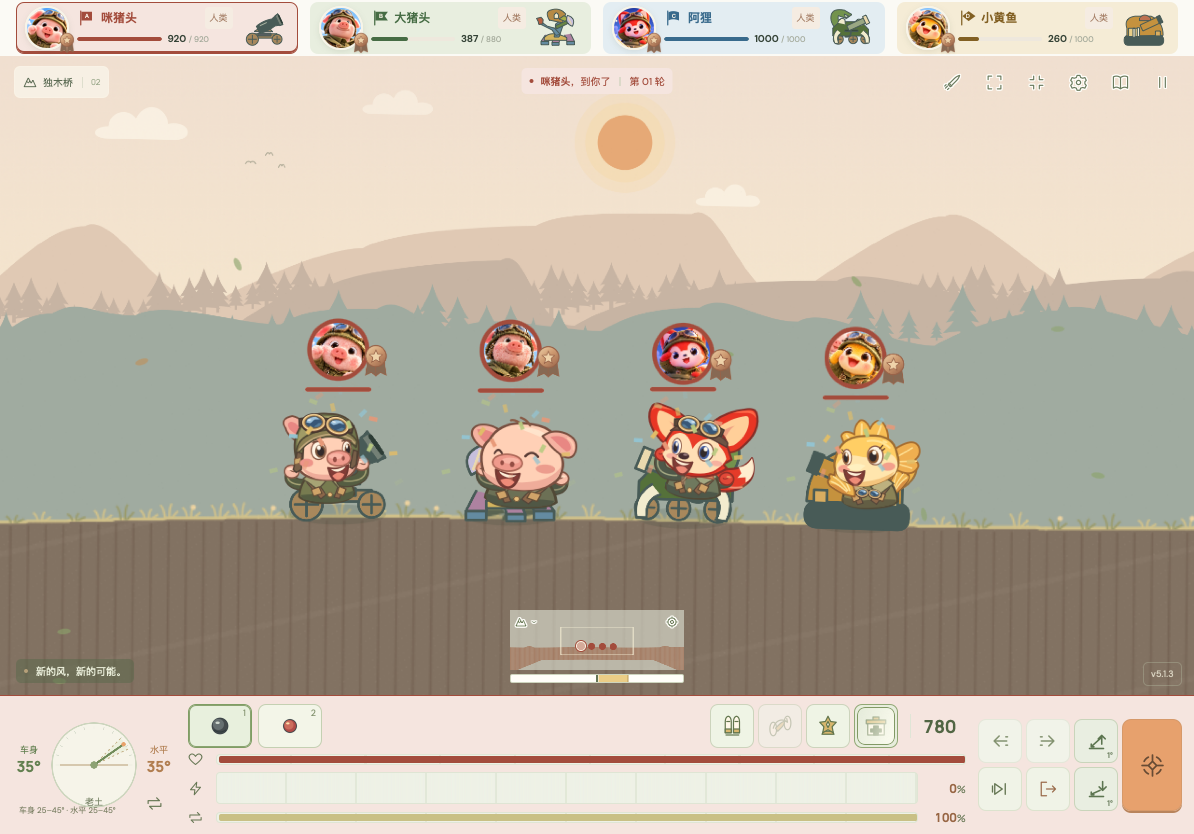 A 咪猪头 人类
920 / 920
大猪头 人类
387 / 880
阿狸 人类
1000 / 1000
小黄鱼 人类
260 / 1000
独木桥 02
咪猪头，到你了 第 01 轮
新的风，新的可能。
v5.1.3
1
2
780
车身
35°
水平
35°
老土
车身 25–45° · 水平 25–45°
0%
100%
1°
1°